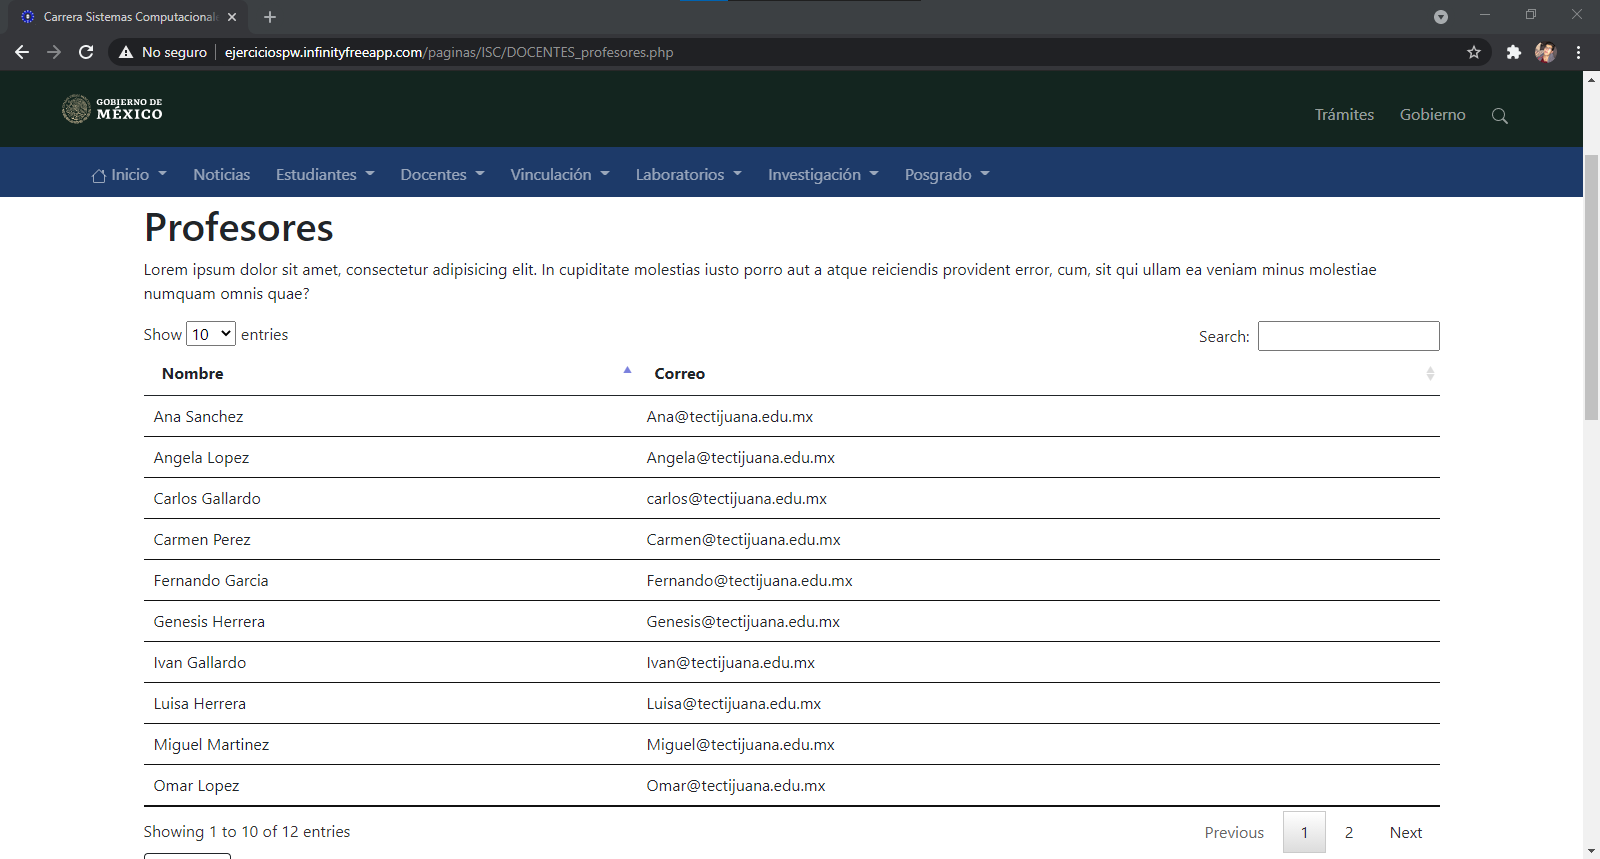 Carrera Sistemas Computacionale
No seguro ejerciciospw.infinityfreeapp.com/paginas/ISC/DOCENTES_profesores.php
GOBIERNO DE
MÉXICO
Trámites Gobierno
Inicio Noticias Estudiantes Docentes Vinculación Laboratorios Investigación Posgrado
Profesores
Lorem ipsum dolor sit amet, consectetur adipisicing elit. In cupiditate molestias iusto porro aut a atque reiciendis provident error, cum, sit qui ullam ea veniam minus molestiae
numquam omnis quae?
Show 10 entries Search:
Nombre Correo
Ana Sanchez Ana@tectijuana.edu.mx
Angela Lopez Angela@tectijuana.edu.mx
Carlos Gallardo carlos@tectijuana.edu.mx
Carmen Perez Carmen@tectijuana.edu.mx
Fernando Garcia Fernando@tectijuana.edu.mx
Genesis Herrera Genesis@tectijuana.edu.mx
Ivan Gallardo Ivan@tectijuana.edu.mx
Luisa Herrera Luisa@tectijuana.edu.mx
Miguel Martinez Miguel@tectijuana.edu.mx
Omar Lopez Omar@tectijuana.edu.mx
Showing 1 to 10 of 12 entries Previous 1 2 Next